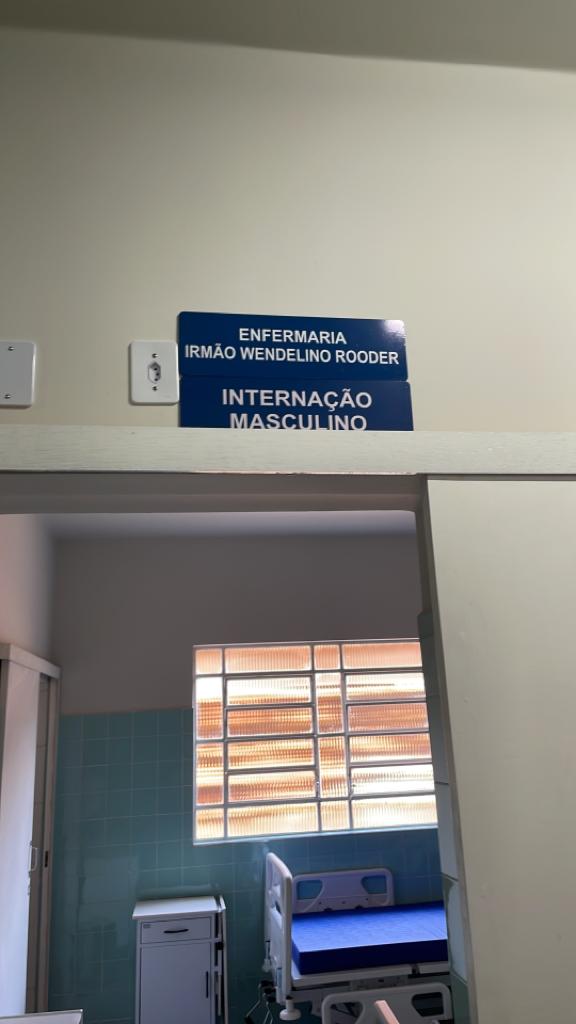 ENFERMARIA
IRMÃO WENDELINO ROODER
INTERNAÇÃO
MASCULINO